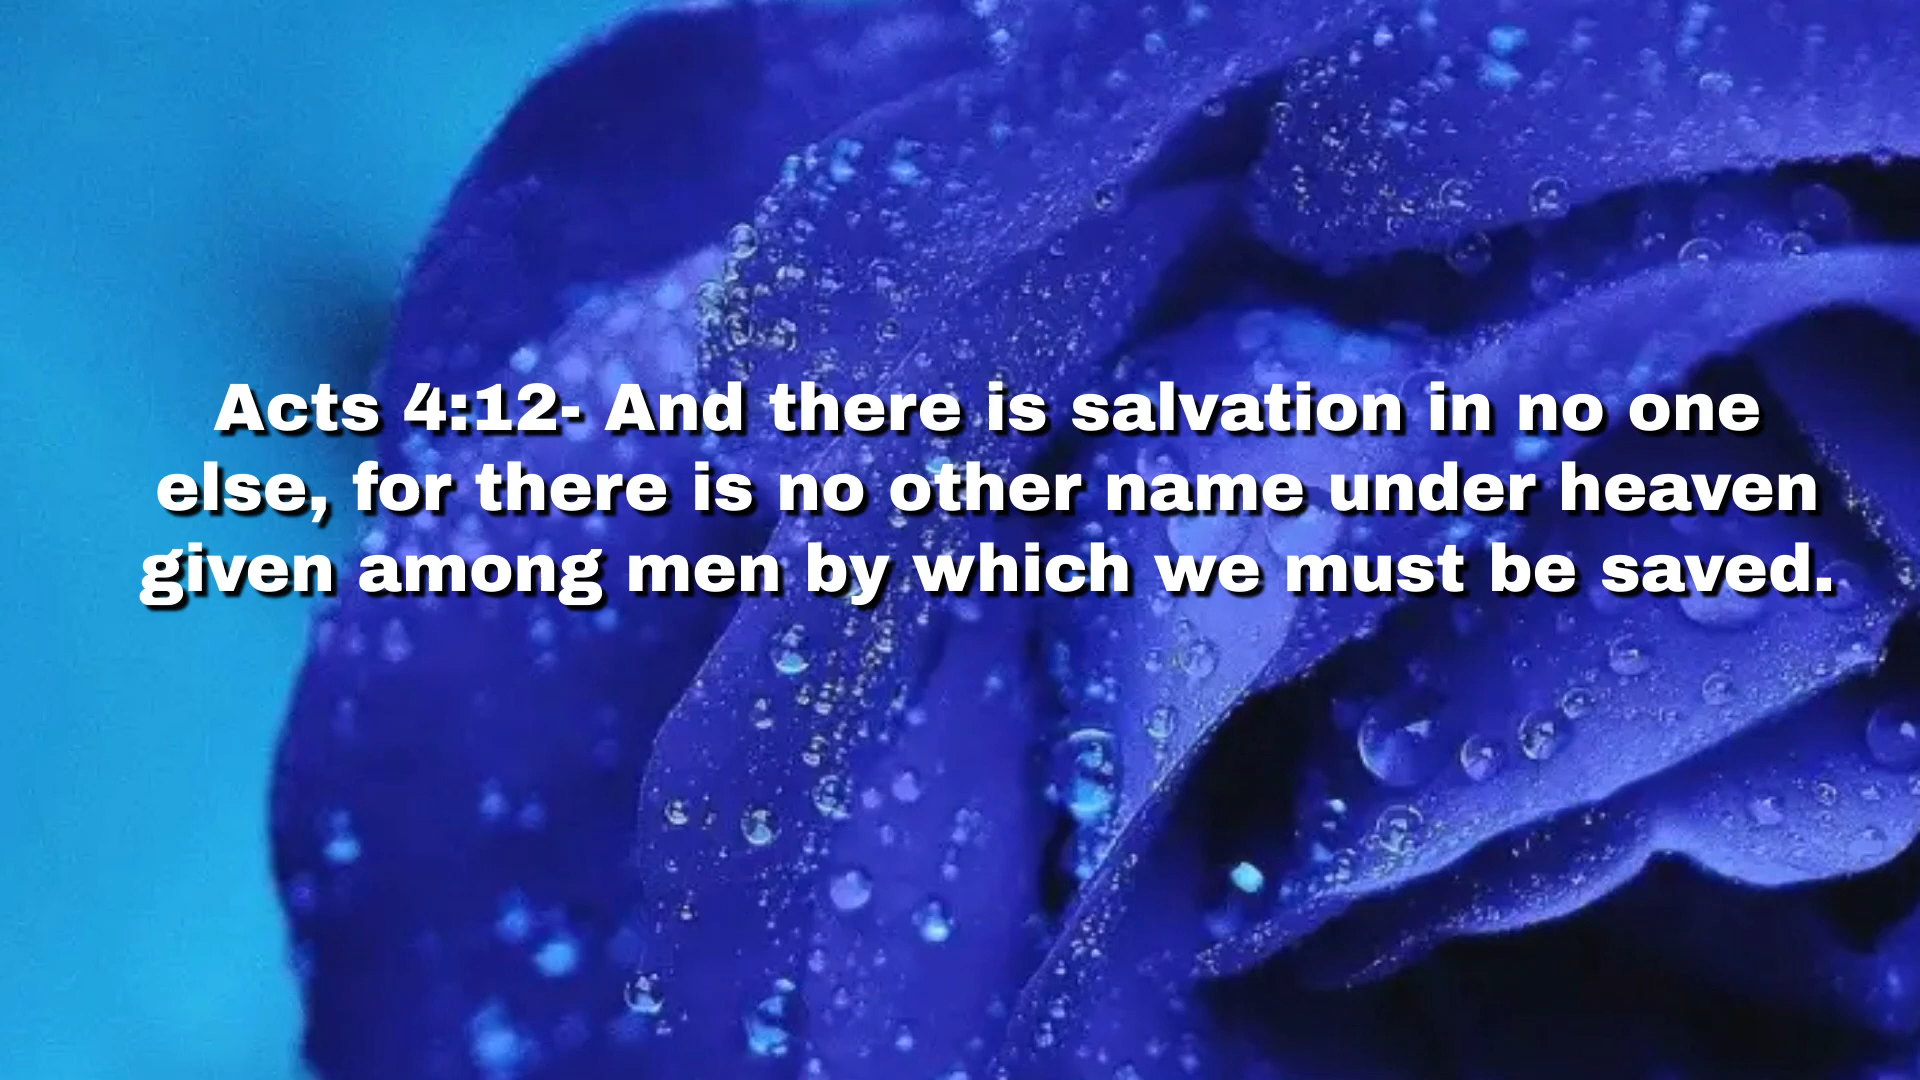 Acts 4:12- And there is salvation in no one
else, for there is no other name under heaven
given among men by which we must be saved.